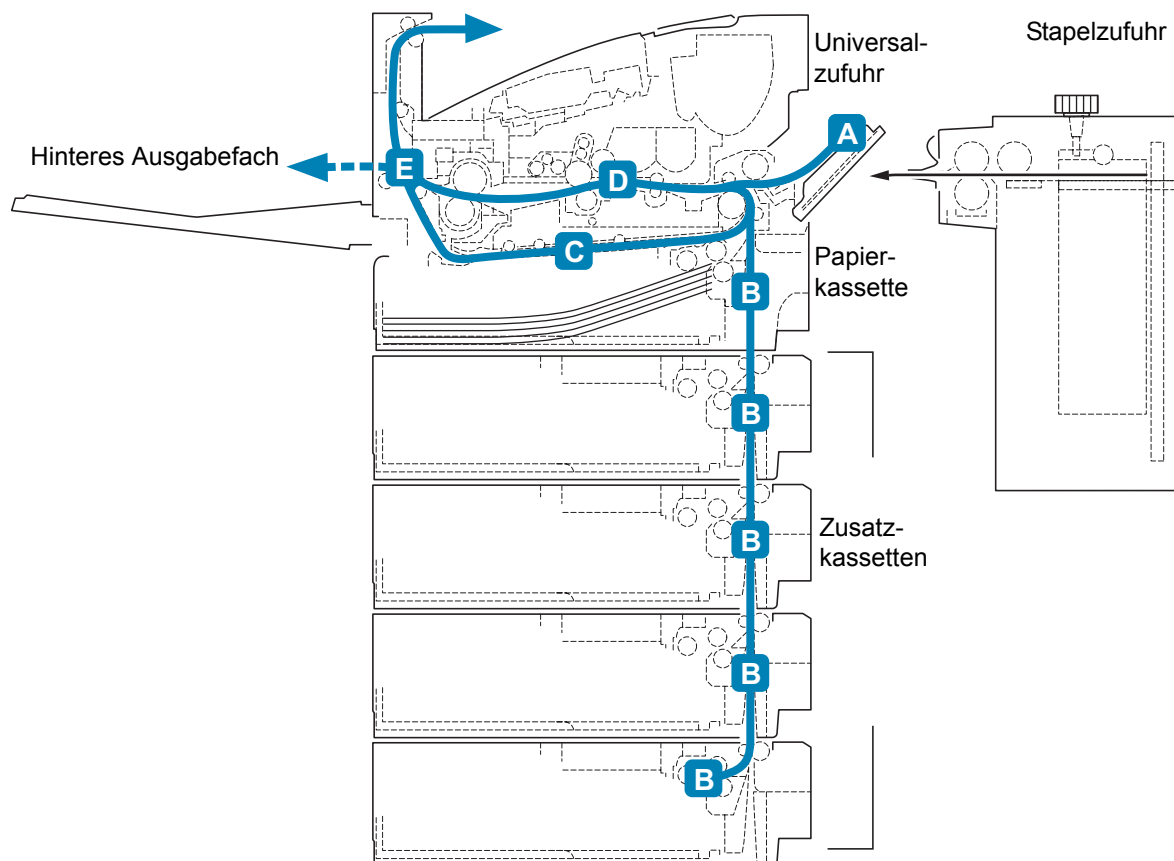 Stapelzufuhr
Universal-
zufuhr
A
Hinteres Ausgabefach
E
D
C
Papier-
kassette
B
B
Zusatz-
kassetten
B
B
B